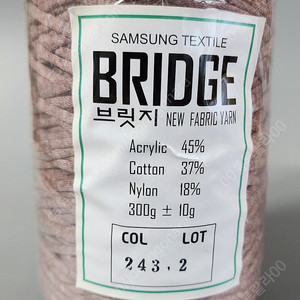 SAMSUNG TEXTILE
BRIDGE
브릿지 NEW FABRIC YARN
Acrylic 45%
Cotton 37%
Nylon 18%
300g ± 10g
COL LOT
243.2